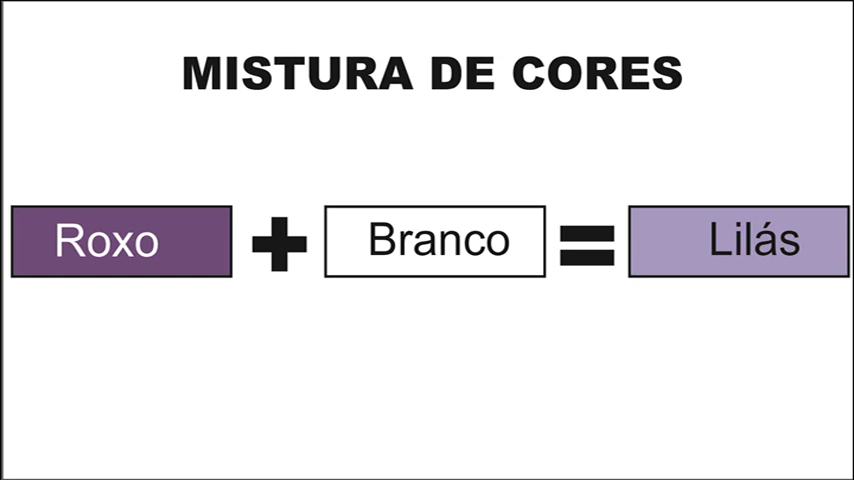 MISTURA DE CORES
Roxo + Branco = Lilás